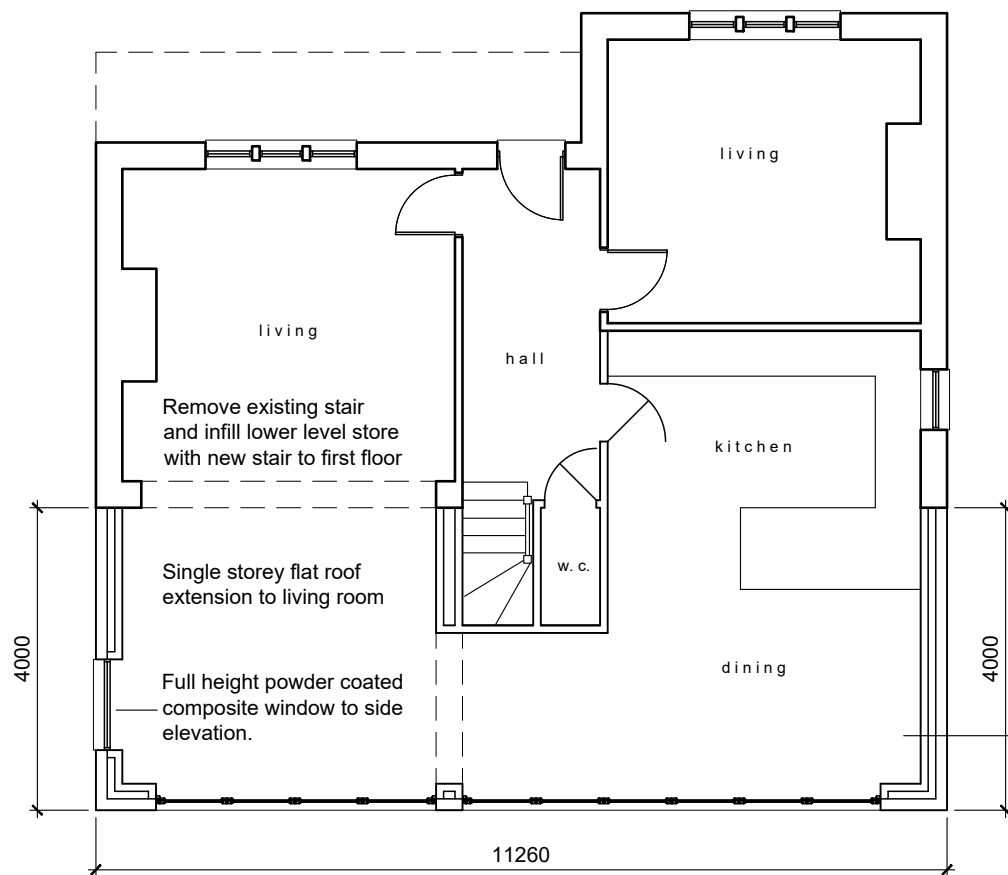 living
living
hall
Remove existing stair
and infill lower level store
with new stair to first floor
kitchen
Single storey flat roof
extension to living room
w. c.
4000
4000
Full height powder coated
composite window to side
elevation.
dining
11260